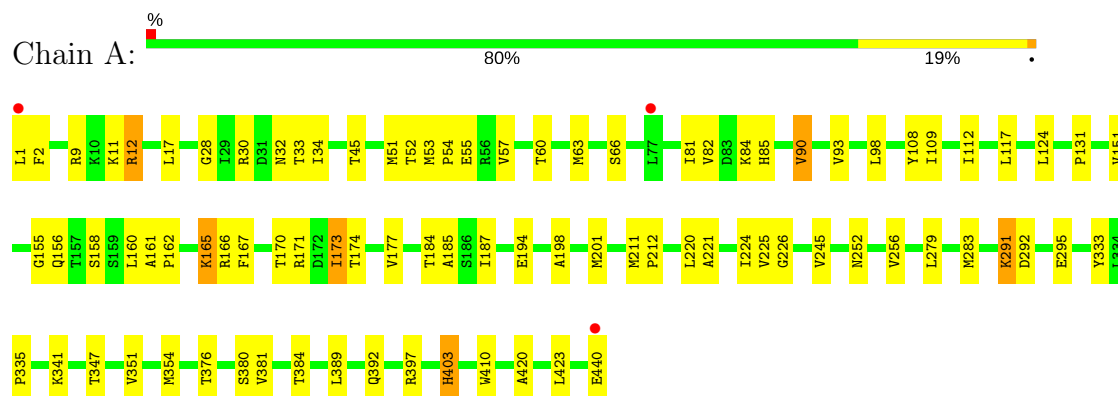 %
Chain A:
80% 19% •
L1 F2 R9 K10 K11 R12 L17 G28 I29 R30 D31 N32 T33 I34 T45 M51 T52 M53 P54 E55 R56 V57 T60 M63 S66 L77 I81 V82 D83 K84 H85 V90 V93 L98 Y108 I109 I112 L117 L124 P131
G155 Q156 T157 S158 S159 L160 A161 P162 K165 R166 F167 T170 R171 D172 I173 T174 V177 T184 A185 S186 I187 E194 A198 M201 M211 P212 L220 A221 I224 V225 G226 V245 N252 V256 L279 M283 K291 D292 E295 Y333 L334
P335 K341 T347 V351 M354 T376 S380 V381 T384 L389 Q392 R397 H403 W410 A420 L423 E440